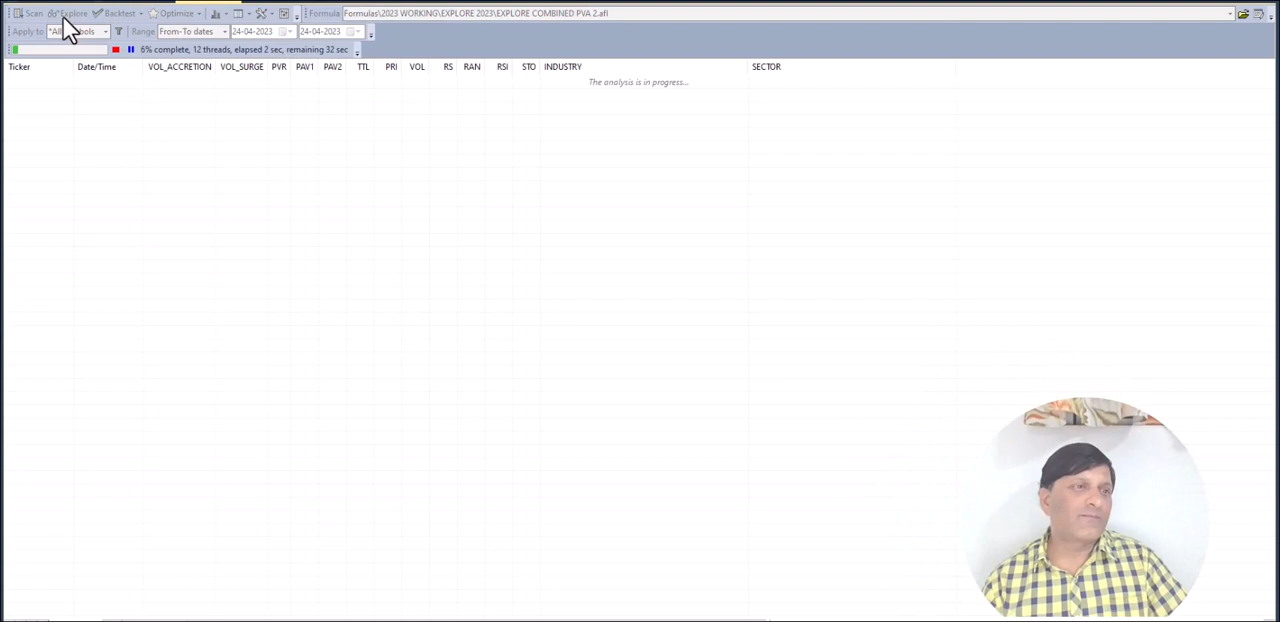 Scan Explore Backtest Optimize Formula Formulas\2023 WORKING\EXPLORE 2023\EXPLORE COMBINED PVA 2.afl
Apply to Range From-To dates 24-04-2023 24-04-2023
6% complete, 12 threads, elapsed 2 sec, remaining 32 sec
Ticker Date/Time VOL_ACCRETION VOL_SURGE PVR PAV1 PAV2 TTL PRI VOL RS RAN RSI STO INDUSTRY SECTOR
The analysis is in progress...